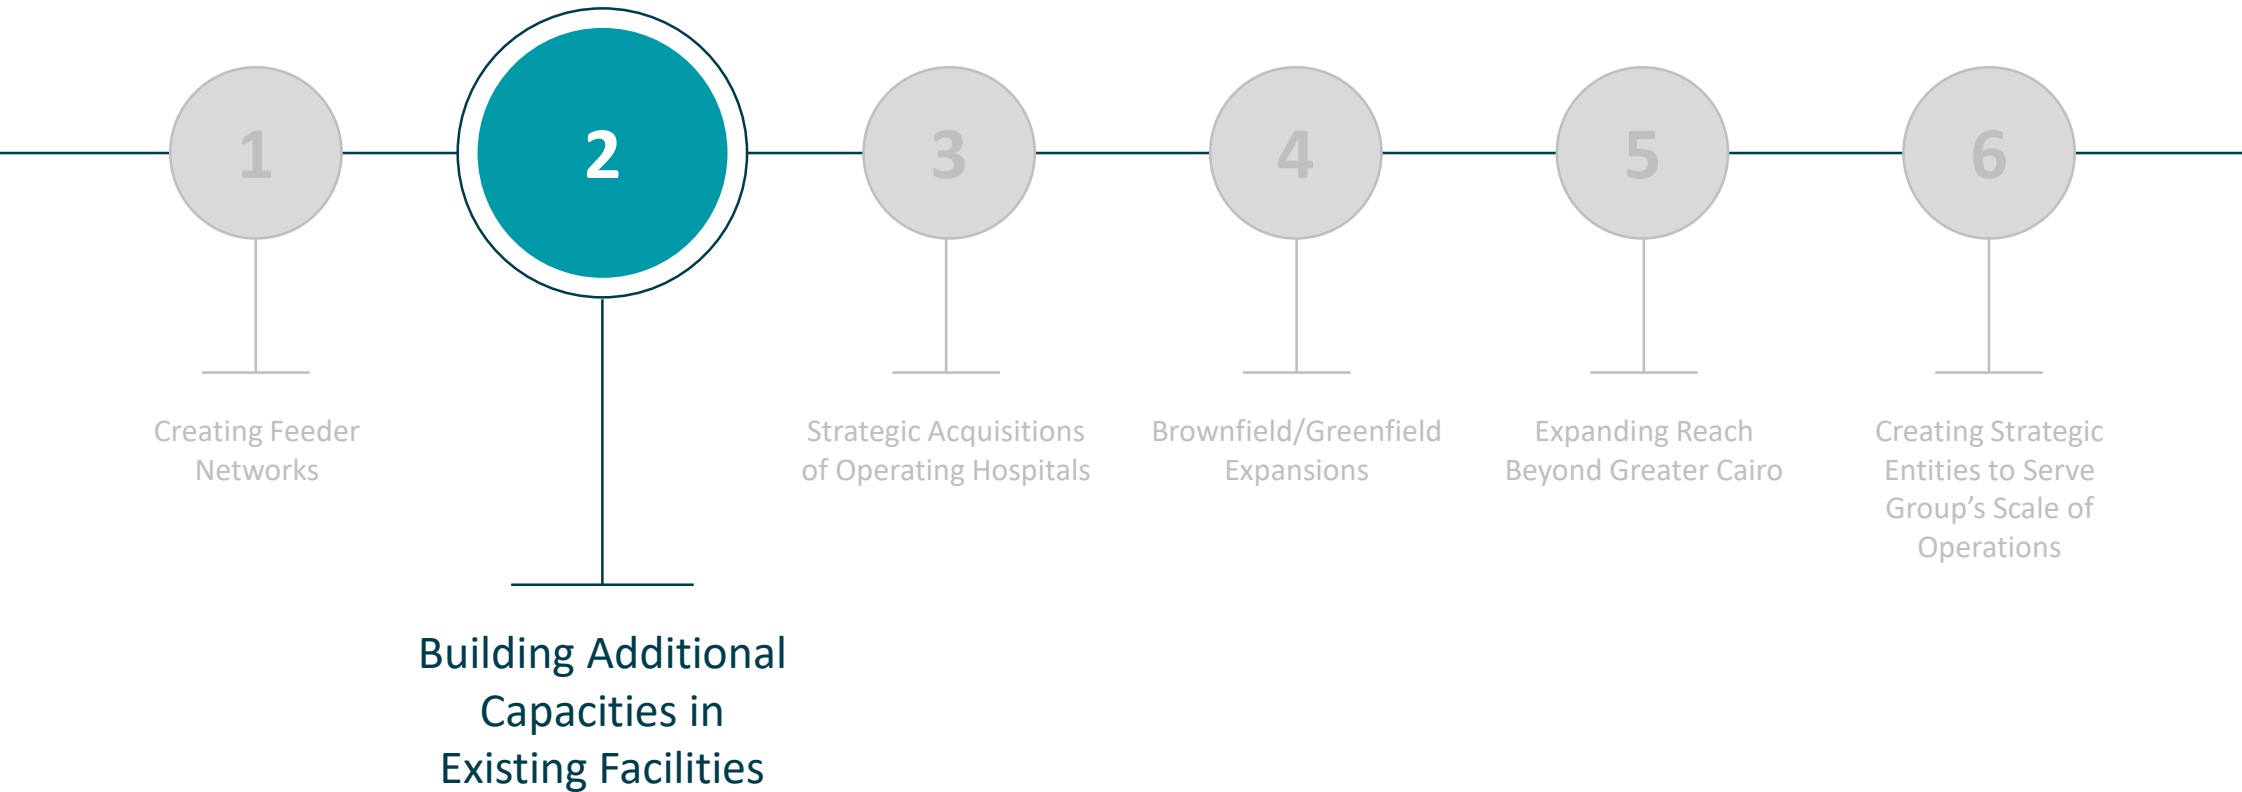 1
2
3
4
5
6
Creating Feeder
Networks
Building Additional
Capacities in
Existing Facilities
Strategic Acquisitions
of Operating Hospitals
Brownfield/Greenfield
Expansions
Expanding Reach
Beyond Greater Cairo
Creating Strategic
Entities to Serve
Group’s Scale of
Operations